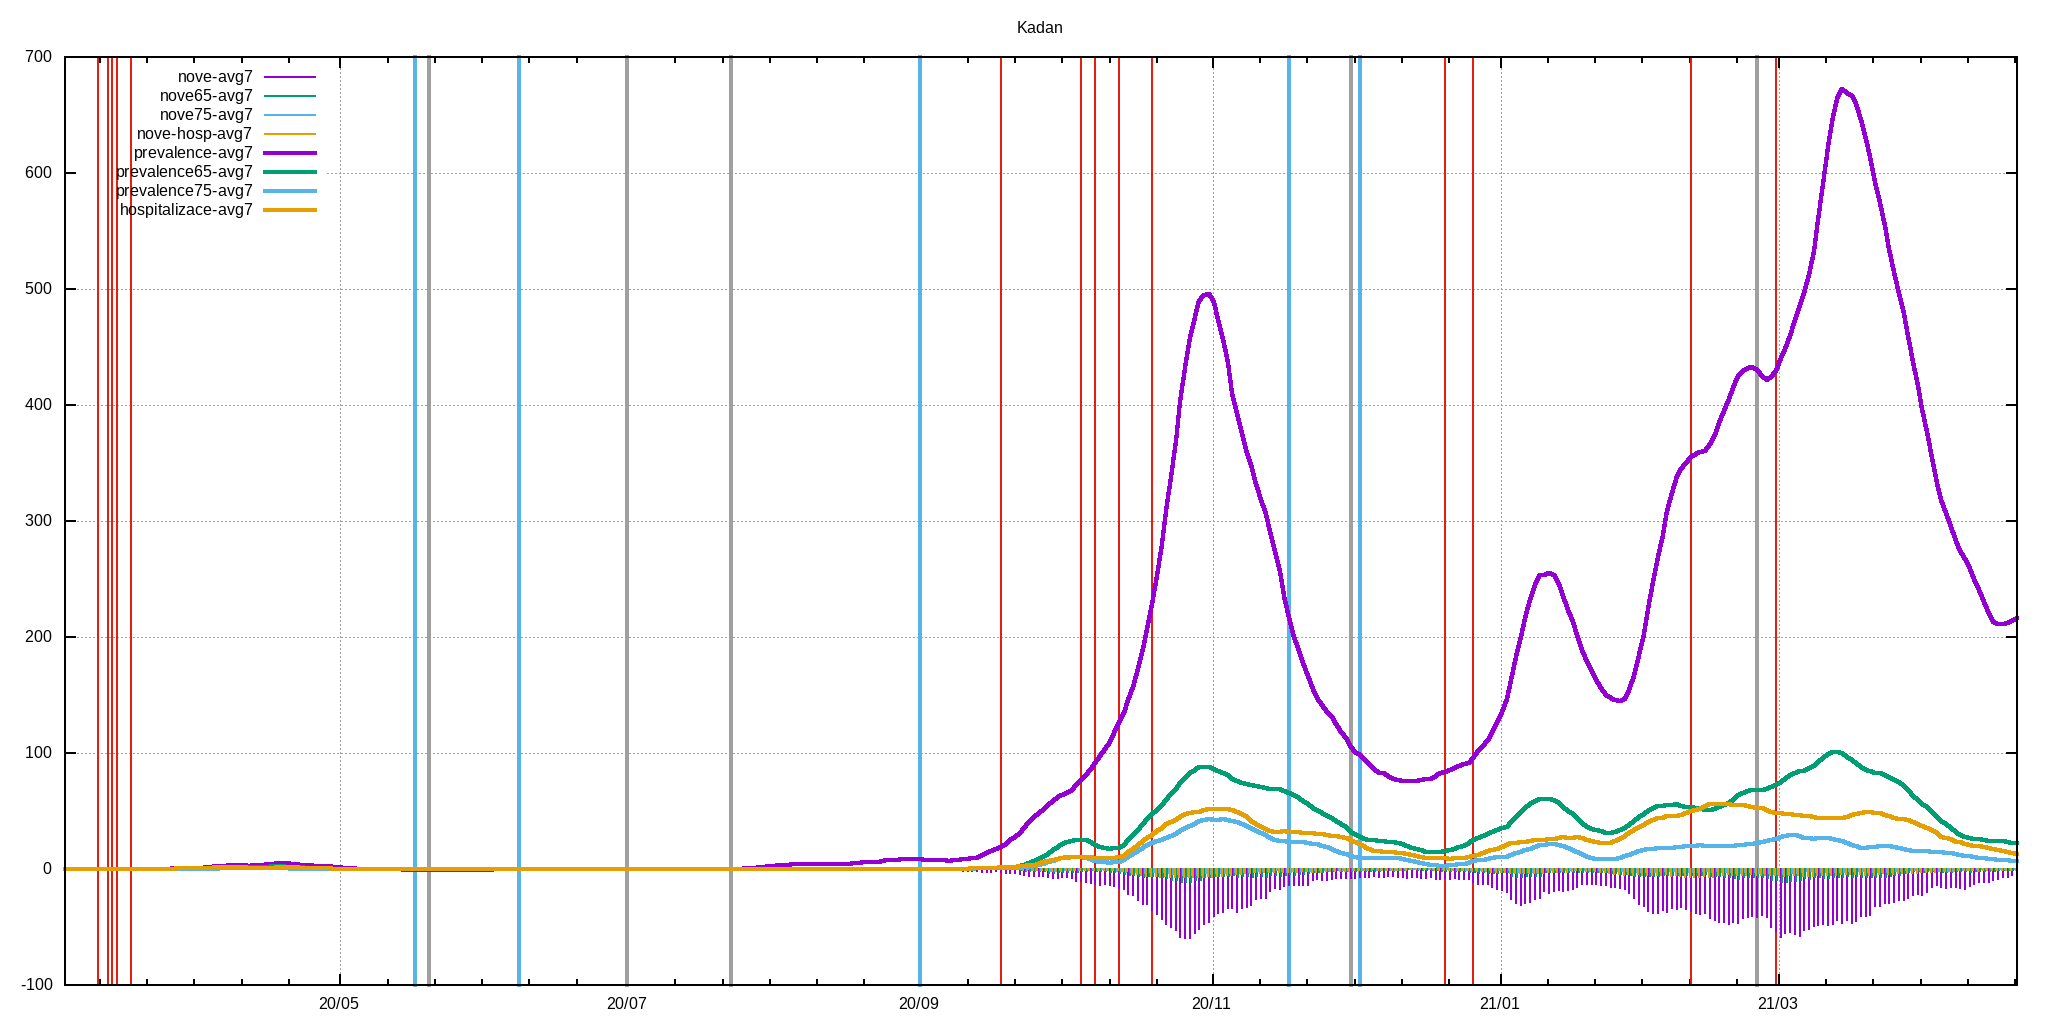 Kadan
700
nove-avg7
nove65-avg7
nove75-avg7
nove-hosp-avg7
prevalence-avg7
prevalence65-avg7
prevalence75-avg7
hospitalizace-avg7
600
500
400
300
200
100
0
-100
20/05 20/07 20/09 20/11 21/01 21/03